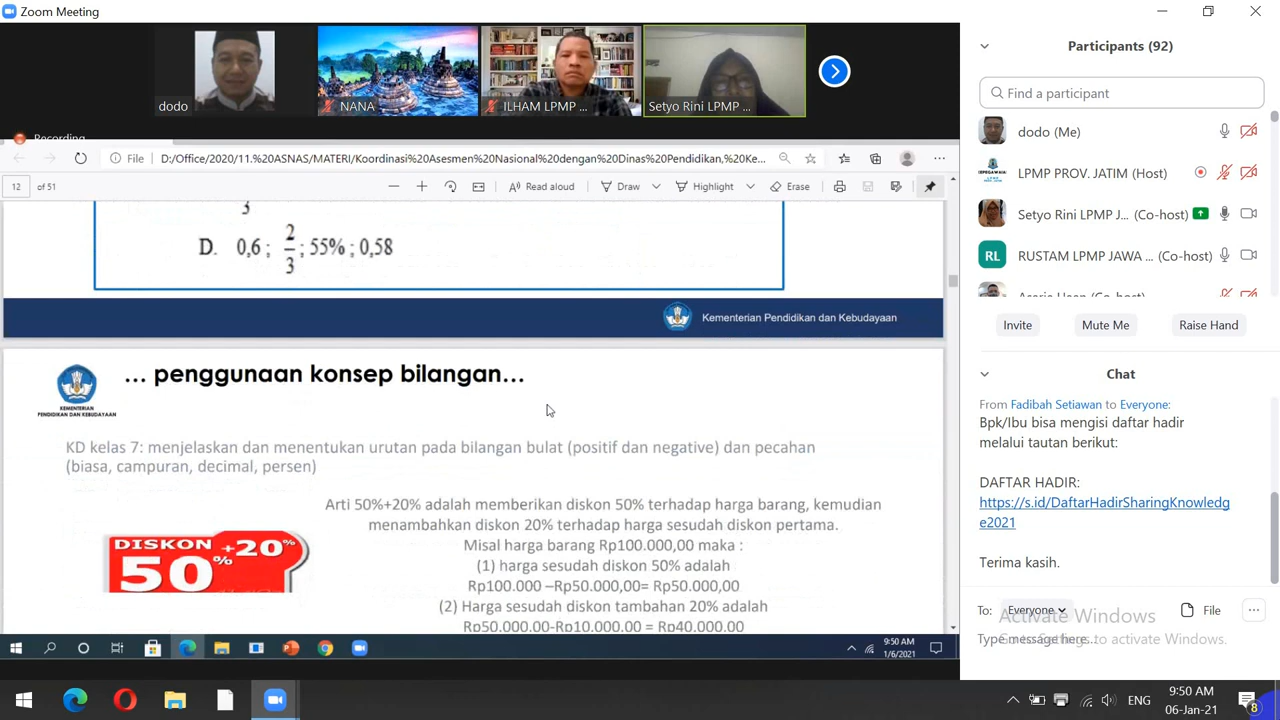 Zoom Meeting
dodo
NANA
ILHAM LPMP ...
Setyo Rini LPMP ...
Recording
File
D:/Office/2020/11.%20ASNAS/MATERI/Koordinasi%20Asesmen%20Nasional%20dengan%20Dinas%20Pendidikan,%20Ke...
12 of 51
Read aloud
Draw
Highlight
Erase
3
D. 0,6 ; 2/3 ; 55% ; 0,58
Kementerian Pendidikan dan Kebudayaan
KEMENTERIAN
PENDIDIKAN DAN KEBUDAYAAN
… penggunaan konsep bilangan…
KD kelas 7: menjelaskan dan menentukan urutan pada bilangan bulat (positif dan negative) dan pecahan
(biasa, campuran, decimal, persen)
Arti 50%+20% adalah memberikan diskon 50% terhadap harga barang, kemudian
menambahkan diskon 20% terhadap harga sesudah diskon pertama.
Misal harga barang Rp100.000,00 maka :
(1) harga sesudah diskon 50% adalah
Rp100.000 –Rp50.000,00= Rp50.000,00
(2) Harga sesudah diskon tambahan 20% adalah
Rp50.000.00-Rp10.000.00 = Rp40.000.00
DISKON +20%
50%
9:50 AM
1/6/2021
Participants (92)
Find a participant
dodo (Me)
LPMP PROV. JATIM (Host)
Setyo Rini LPMP J... (Co-host)
RL
RUSTAM LPMP JAWA ... (Co-host)
(Co-host)
Invite
Mute Me
Raise Hand
Chat
From Fadibah Setiawan to Everyone:
Bpk/Ibu bisa mengisi daftar hadir
melalui tautan berikut:
DAFTAR HADIR:
https://s.id/DaftarHadirSharingKnowledg
e2021
Terima kasih.
To: Everyone
File
...
Activate Windows
Type message here...
to activate Windows.
ENG
9:50 AM
06-Jan-21
8